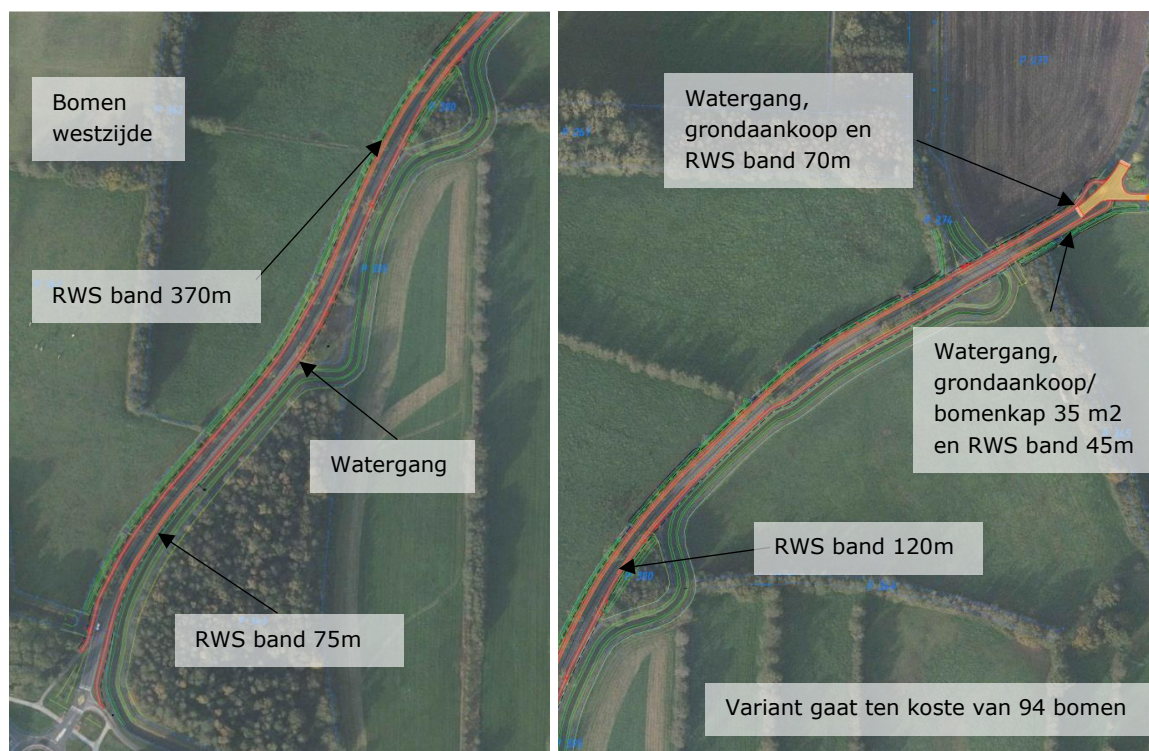 Bomen
westzijde
RWS band 370m
Watergang
RWS band 75m
Watergang,
grondaankoop en
RWS band 70m
Watergang,
grondaankoop/
bomenkap 35 m2
en RWS band 45m
RWS band 120m
Variant gaat ten koste van 94 bomen